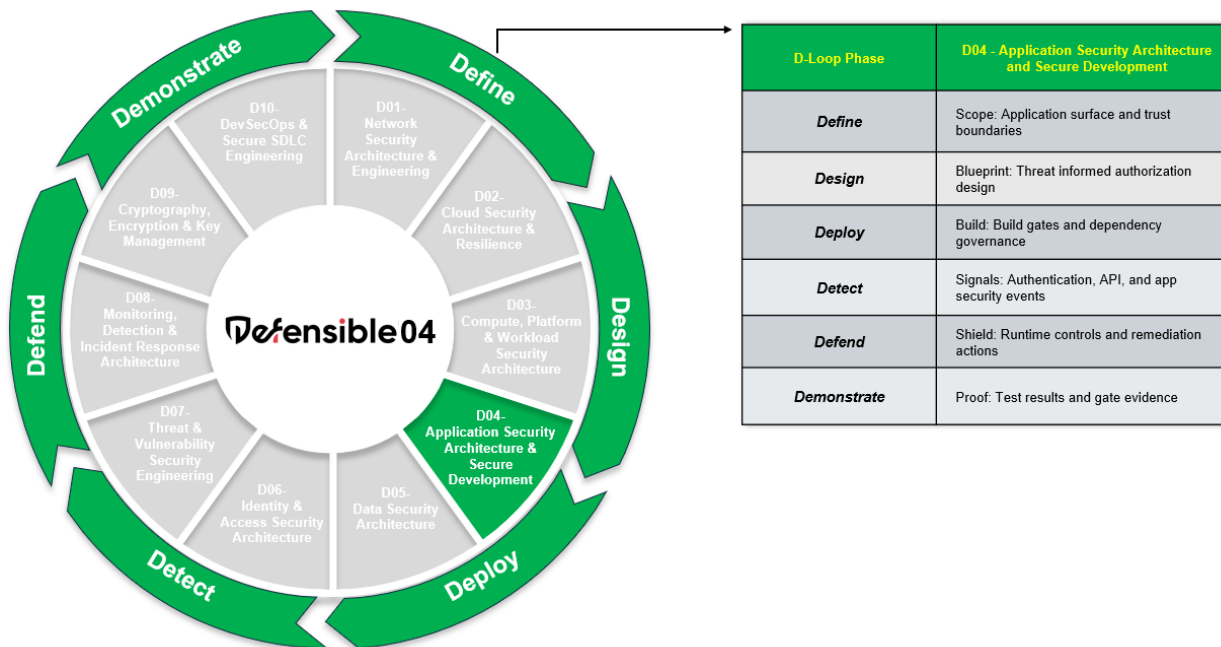 Demonstrate
Define
Design
Deploy
Detect
Defend
D10-
DevSecOps &
Secure SDLC
Engineering
D01-
Network
Security
Architecture &
Engineering
D02-
Cloud Security
Architecture &
Resilience
D03-
Compute, Platform
& Workload
Security
Architecture
D04-
Application Security
Architecture &
Secure
Development
D05-
Data Security
Architecture
D06-
Identity &
Access Security
Architecture
D07-
Threat &
Vulnerability
Security
Engineering
D08-
Monitoring,
Detection &
Incident Response
Architecture
D09-
Cryptography,
Encryption & Key
Management
Defensible04
D-Loop Phase
D04 - Application Security Architecture
and Secure Development
Define
Scope: Application surface and trust
boundaries
Design
Blueprint: Threat informed authorization
design
Deploy
Build: Build gates and dependency
governance
Detect
Signals: Authentication, API, and app
security events
Defend
Shield: Runtime controls and remediation
actions
Demonstrate
Proof: Test results and gate evidence